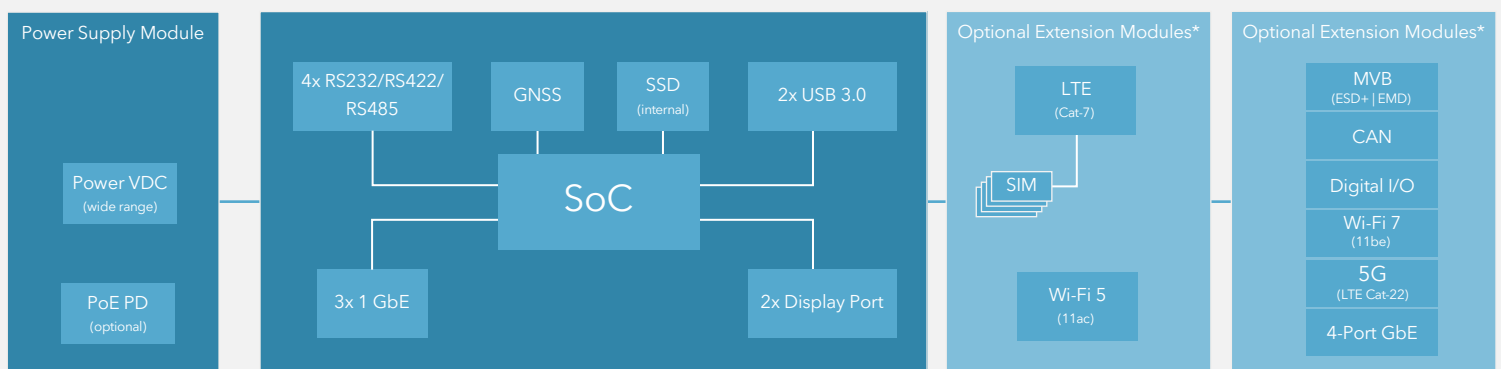 Power Supply Module
Power VDC
(wide range)
PoE PD
(optional)
4x RS232/RS422/
RS485
GNSS
SSD
(internal)
2x USB 3.0
SoC
3x 1 GbE
2x Display Port
Optional Extension Modules*
LTE
(Cat-7)
SIM
Wi-Fi 5
(11ac)
Optional Extension Modules*
MVB
(ESD+ | EMD)
CAN
Digital I/O
Wi-Fi 7
(11be)
5G
(LTE Cat-22)
4-Port GbE